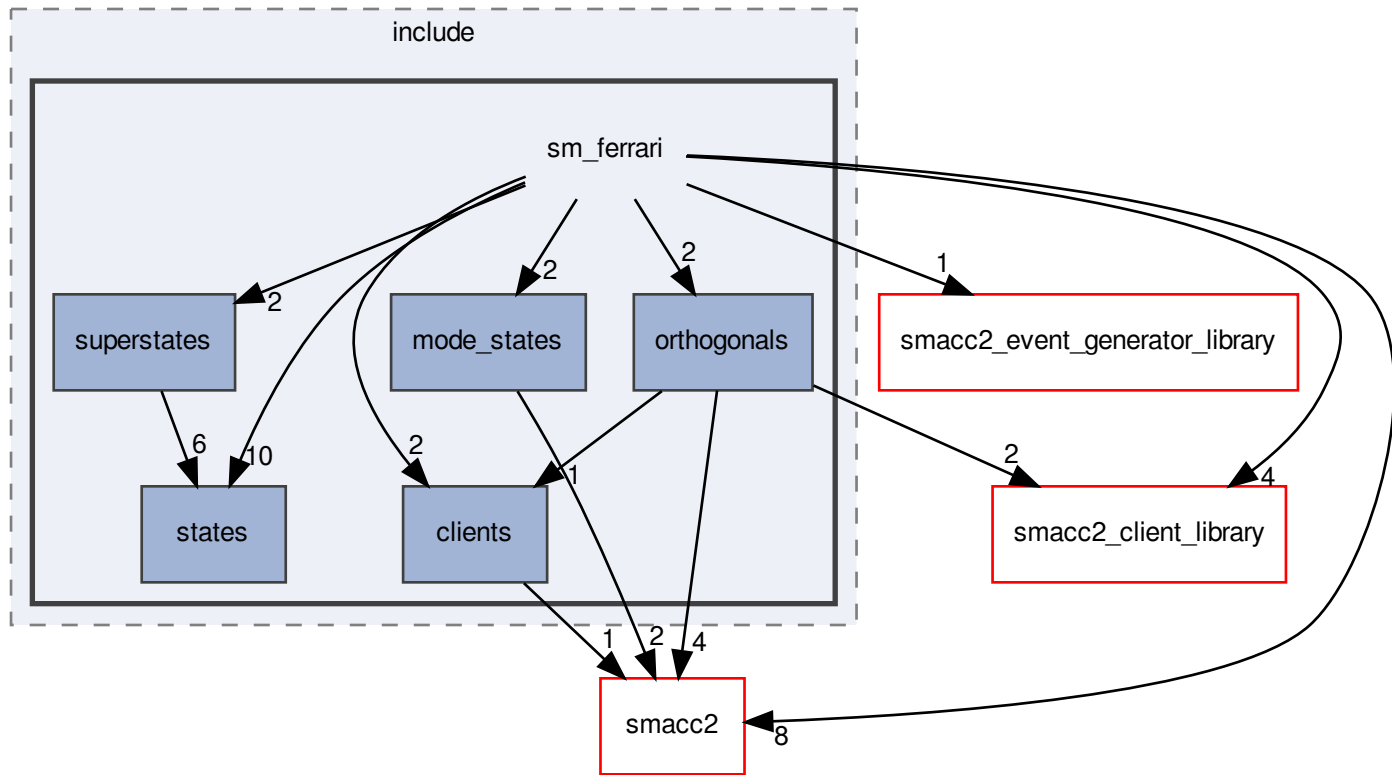 include
sm_ferrari
2
2
2
1
superstates
mode_states
orthogonals
smacc2_event_generator_library
6
10
2
1
2
4
states
clients
smacc2_client_library
1
2
4
smacc2
8